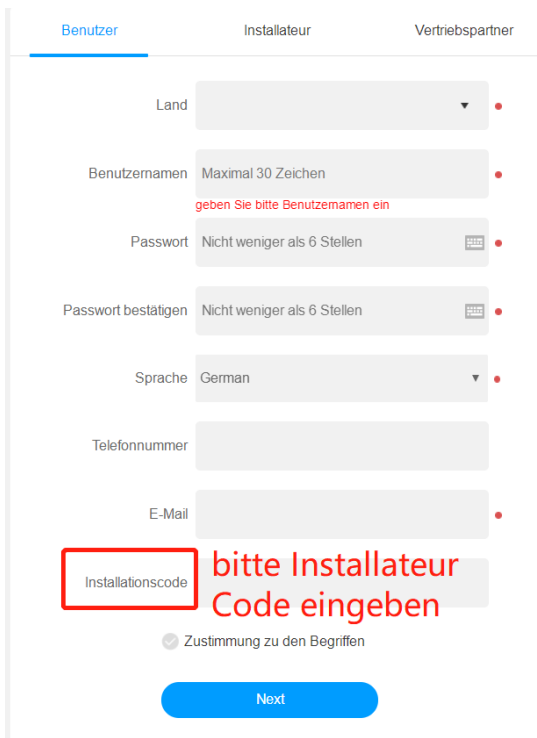 Benutzer Installateur Vertriebspartner
Land
Benutzernamen Maximal 30 Zeichen
geben Sie bitte Benutzernamen ein
Passwort Nicht weniger als 6 Stellen
Passwort bestätigen Nicht weniger als 6 Stellen
Sprache German
Telefonnummer
E-Mail
Installationscode bitte Installateur
Code eingeben
Zustimmung zu den Begriffen
Next